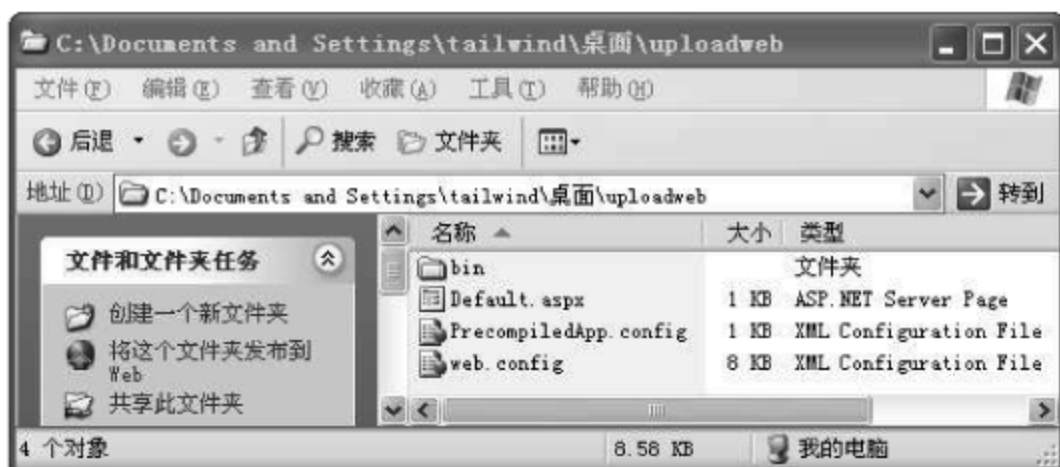 C:\Documents and Settings\tailwind\桌面\uploadweb
文件(F) 编辑(E) 查看(V) 收藏(A) 工具(T) 帮助(H)
后退 搜索 文件夹
地址(D) C:\Documents and Settings\tailwind\桌面\uploadweb 转到
名称 大小 类型
文件和文件夹任务
创建一个新文件夹
将这个文件夹发布到
Web
共享此文件夹
bin 文件夹
Default.aspx 1 KB ASP.NET Server Page
PrecompiledApp.config 1 KB XML Configuration File
web.config 8 KB XML Configuration File
4 个对象 8.58 KB 我的电脑